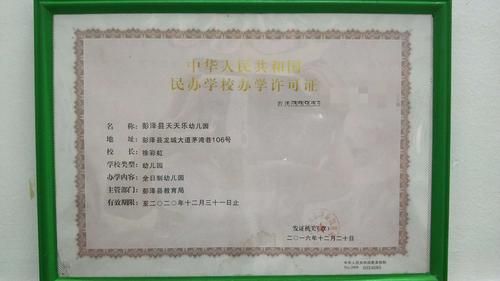 中华人民共和国
民办学校办学许可证
名　　称：彭泽县天天乐幼儿园
地　　址：彭泽县龙城大道茅湾巷106号
校　　长：徐彩虹
学校类型：幼儿园
办学内容：全日制幼儿园
主管部门：彭泽县教育局
有效期限：至二〇二〇年十二月三十一日止
发证机关（章）
二〇一六年十二月二十日